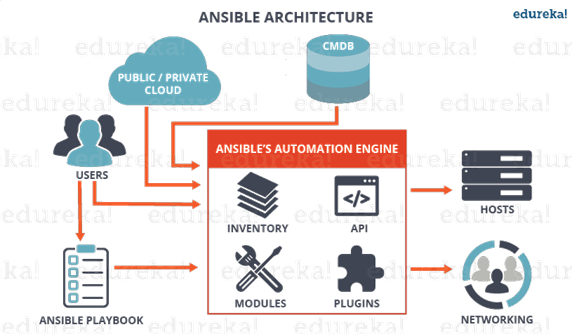 ANSIBLE ARCHITECTURE
edureka!
PUBLIC / PRIVATE
CLOUD
CMDB
USERS
ANSIBLE'S AUTOMATION ENGINE
INVENTORY
API
HOSTS
MODULES
PLUGINS
ANSIBLE PLAYBOOK
NETWORKING
edureka!